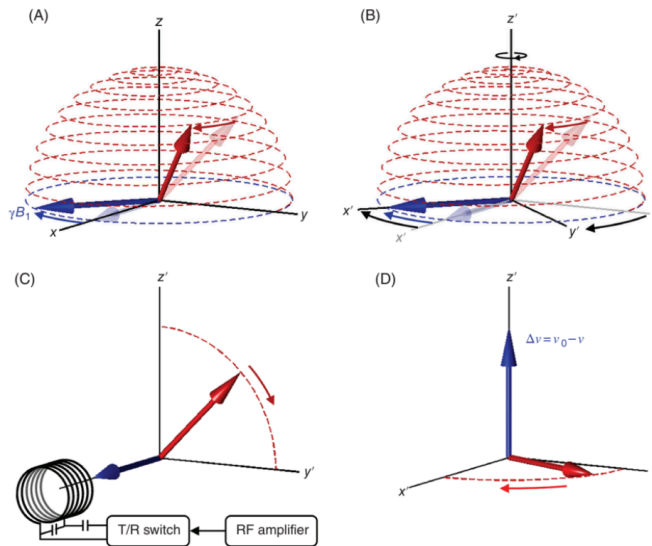 (A)
z
γB1
x
y
(B)
z'
x'
x'
y'
(C)
z'
y'
T/R switch
RF amplifier
(D)
z'
Δν = ν0 – ν
x'